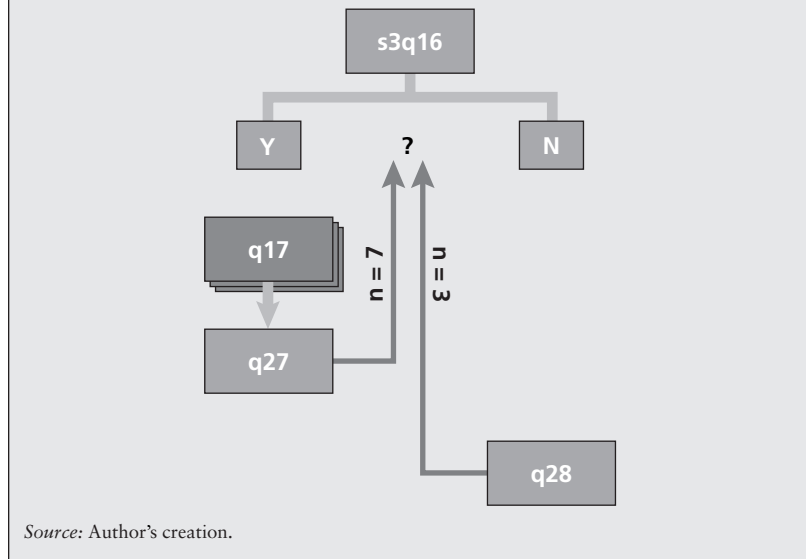 s3q16
Y
?
N
q17
n = 7
n = 3
q27
q28
Source: Author's creation.